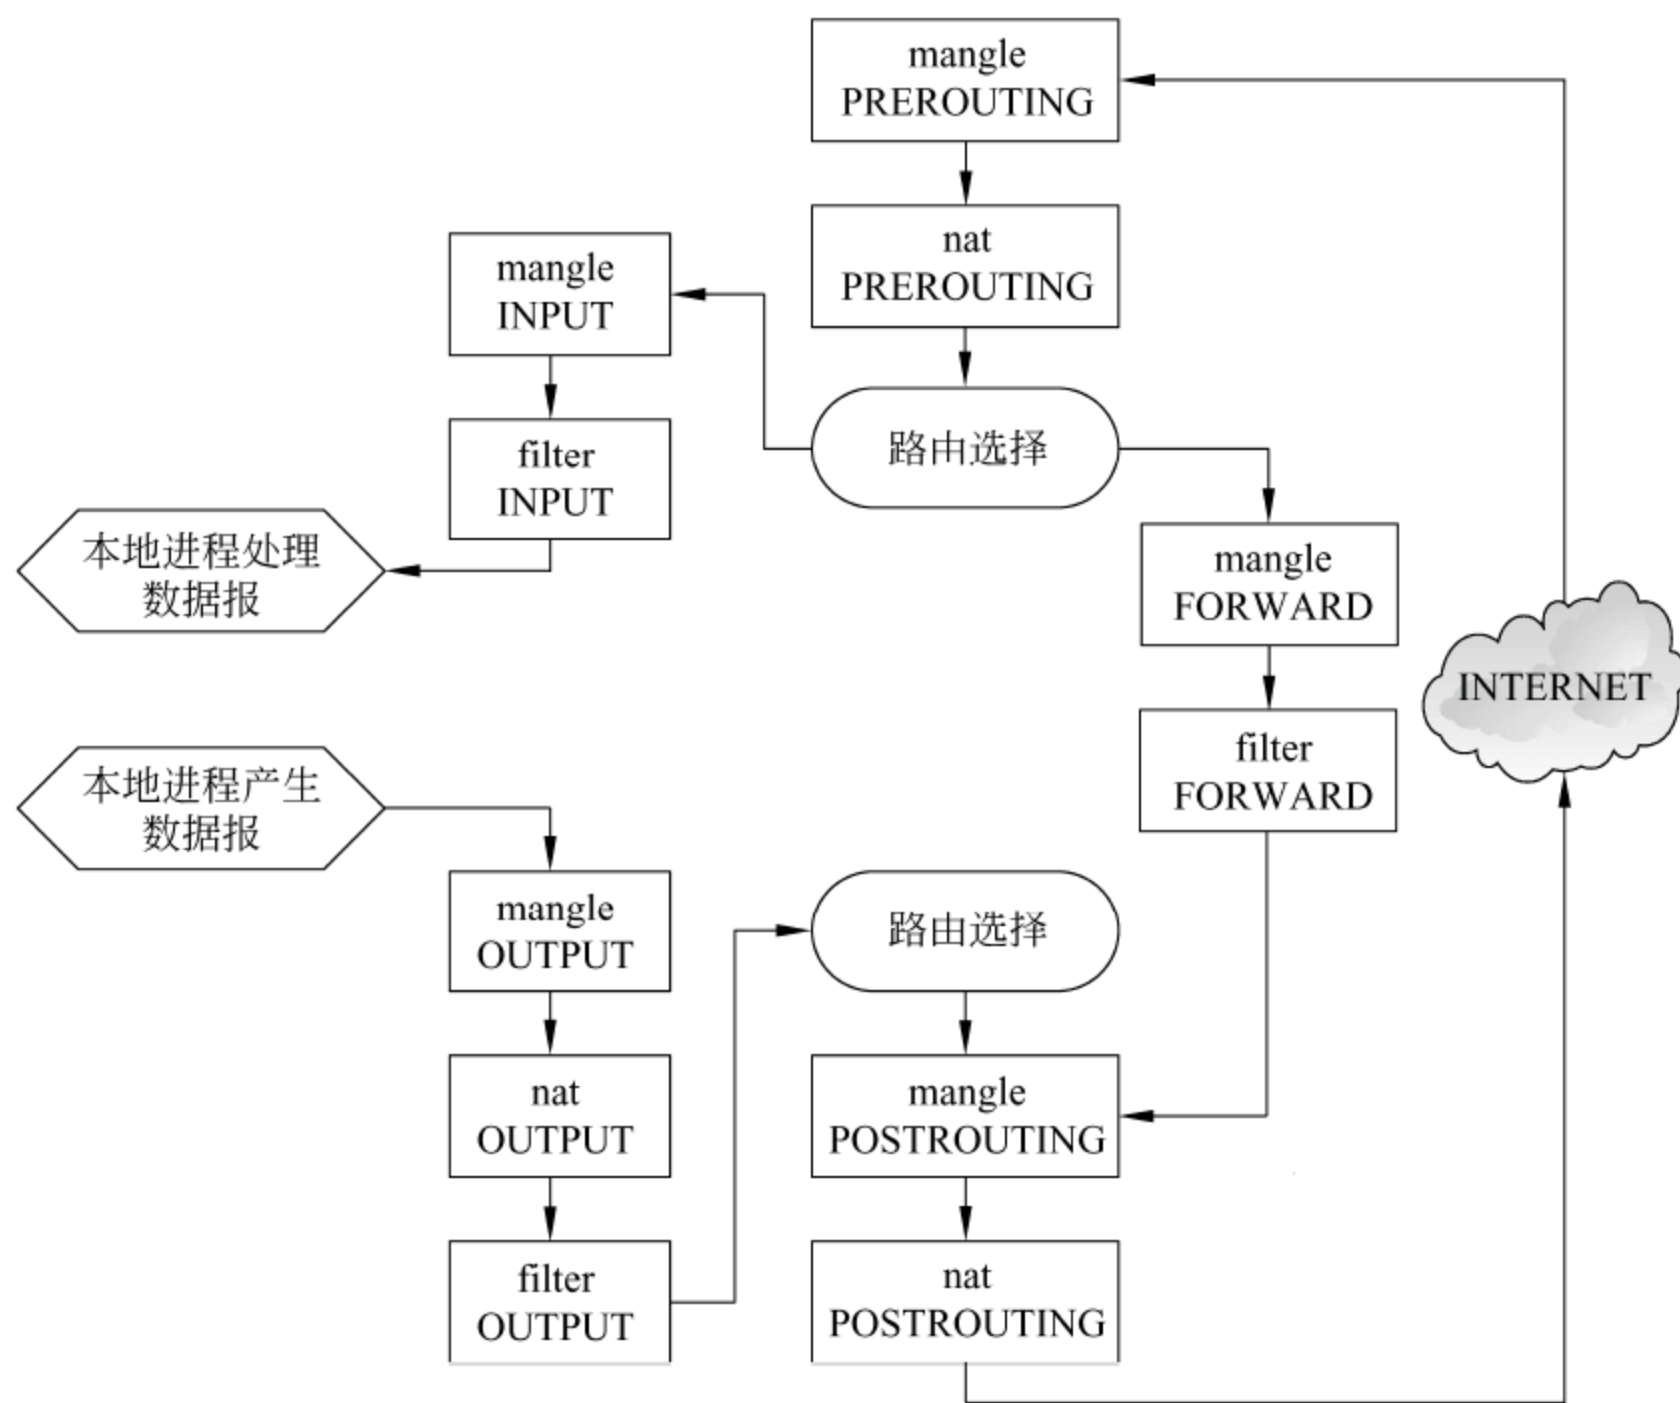 mangle
PREROUTING
nat
PREROUTING
mangle
INPUT
filter
INPUT
路由选择
本地进程处理
数据报
mangle
FORWARD
filter
FORWARD
INTERNET
本地进程产生
数据报
mangle
OUTPUT
nat
OUTPUT
filter
OUTPUT
路由选择
mangle
POSTROUTING
nat
POSTROUTING